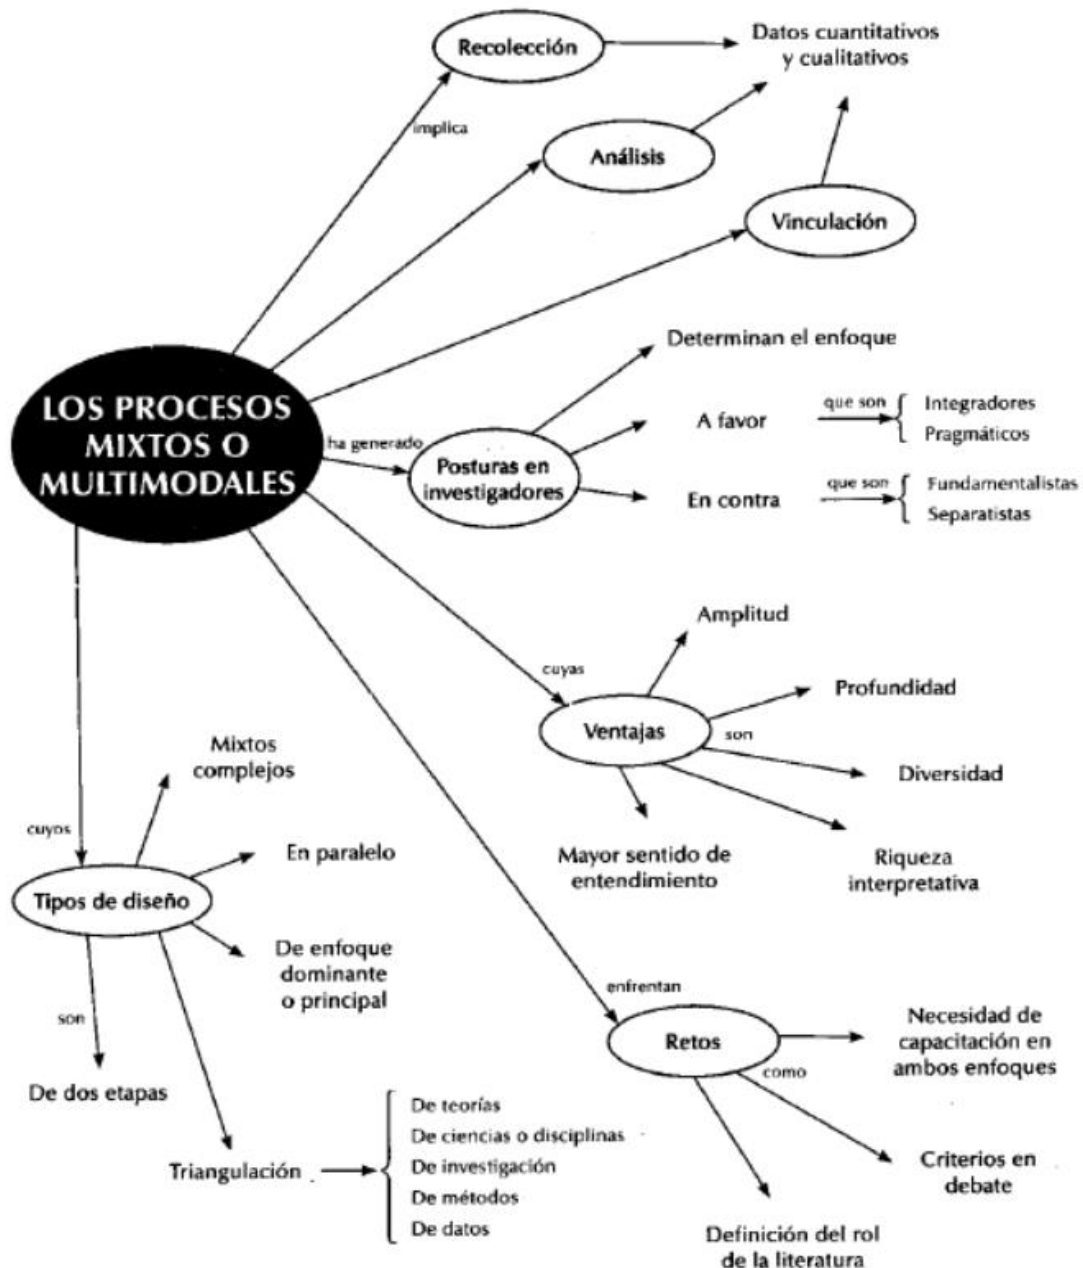 Recolección
Datos cuantitativos
y cualitativos
implica
Análisis
Vinculación
LOS PROCESOS
MIXTOS O
MULTIMODALES
ha generado
Posturas en
investigadores
Determinan el enfoque
A favor
que son
Integradores
Pragmáticos
En contra
que son
Fundamentalistas
Separatistas
cuyas
Ventajas
son
Amplitud
Profundidad
Diversidad
Riqueza
interpretativa
Mayor sentido de
entendimiento
cuyos
Tipos de diseño
son
Mixtos
complejos
En paralelo
De enfoque
dominante
o principal
De dos etapas
Triangulación
De teorías
De ciencias o disciplinas
De investigación
De métodos
De datos
enfrentan
Retos
como
Necesidad de
capacitación en
ambos enfoques
Criterios en
debate
Definición del rol
de la literatura